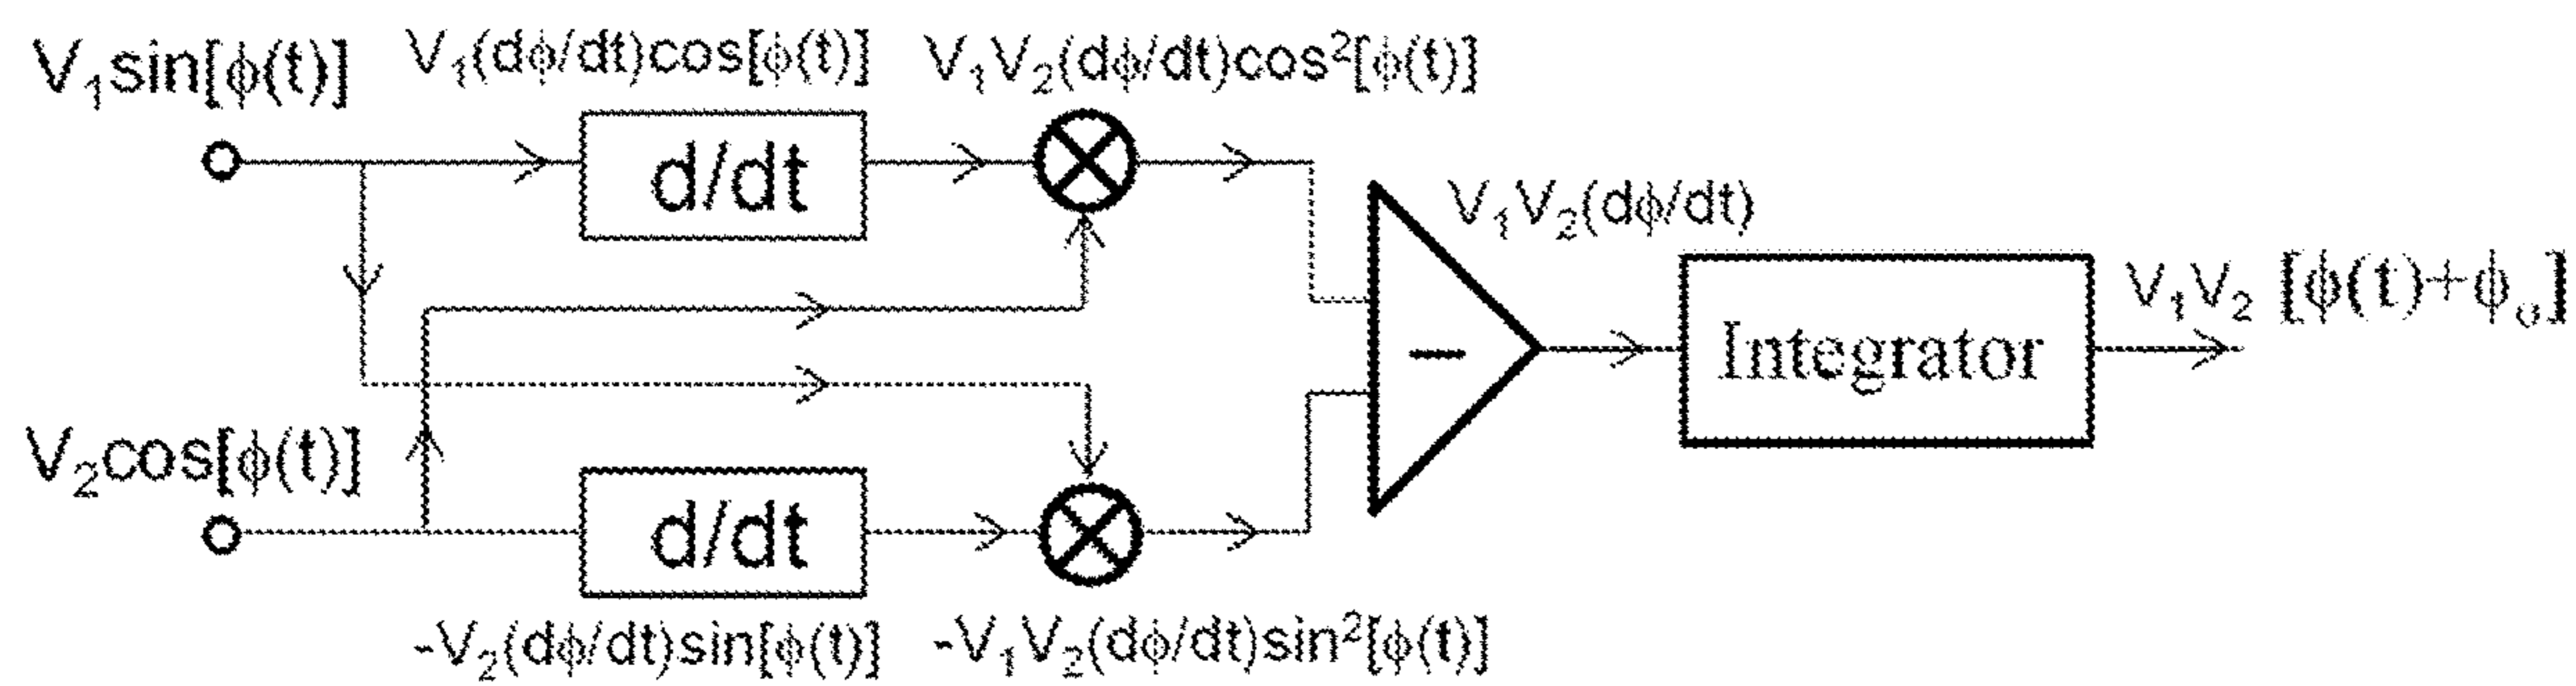 V₁sin[ϕ(t)]
V₁(dϕ/dt)cos[ϕ(t)]
V₁V₂(dϕ/dt)cos²[ϕ(t)]
d/dt
V₁V₂(dϕ/dt)
V₁V₂ [ϕ(t)+ϕₒ]
−
Integrator
V₂cos[ϕ(t)]
d/dt
-V₂(dϕ/dt)sin[ϕ(t)]
-V₁V₂(dϕ/dt)sin²[ϕ(t)]